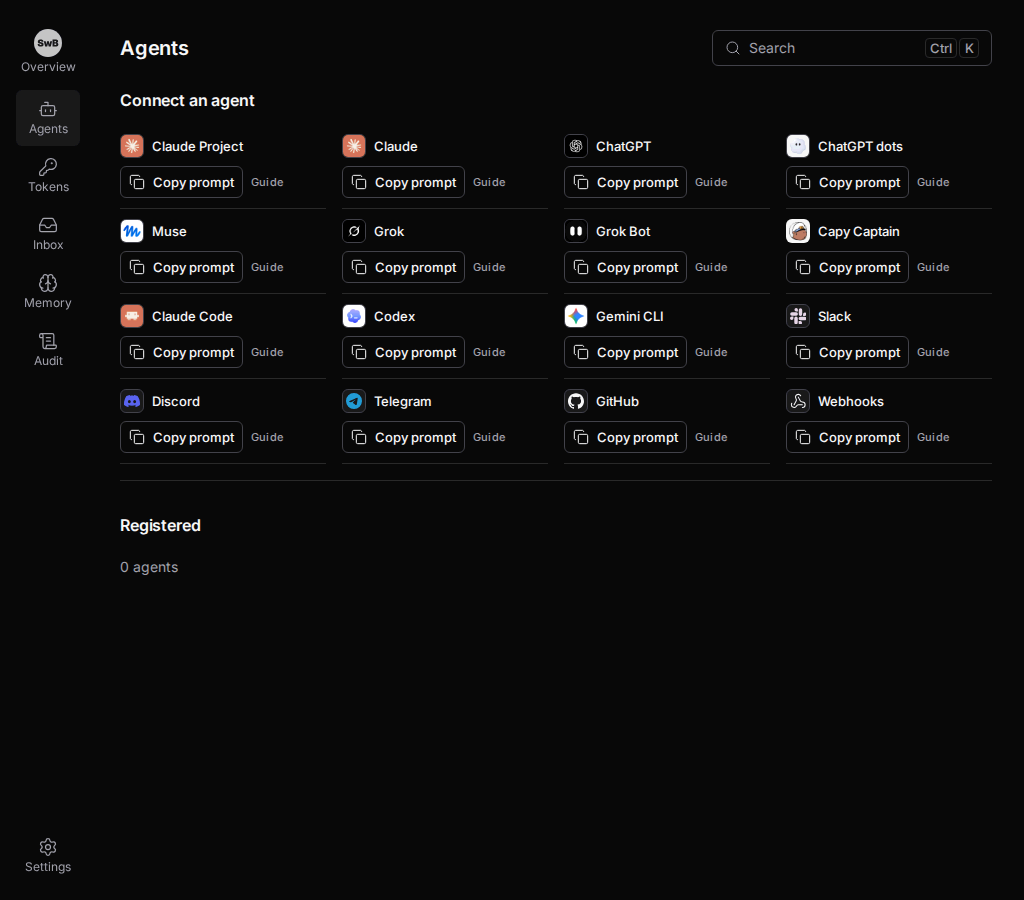 SwB
Overview
Agents
Tokens
Inbox
Memory
Audit
Settings
Agents
Search Ctrl K
Connect an agent
Claude Project Claude ChatGPT ChatGPT dots
Copy prompt Guide Copy prompt Guide Copy prompt Guide Copy prompt Guide
Muse Grok Grok Bot Capy Captain
Copy prompt Guide Copy prompt Guide Copy prompt Guide Copy prompt Guide
Claude Code Codex Gemini CLI Slack
Copy prompt Guide Copy prompt Guide Copy prompt Guide Copy prompt Guide
Discord Telegram GitHub Webhooks
Copy prompt Guide Copy prompt Guide Copy prompt Guide Copy prompt Guide
Registered
0 agents